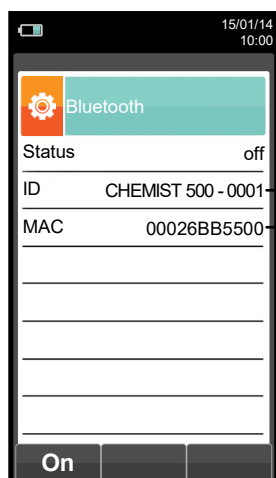 15/01/14
10:00
Bluetooth
Status off
ID CHEMIST 500 - 0001
MAC 00026BB5500
On